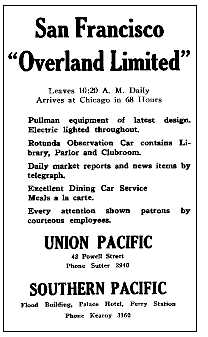 San Francisco
“Overland Limited”
Leaves 10:20 A. M. Daily
Arrives at Chicago in 68 Hours
Pullman equipment of latest design.
Electric lighted throughout.
Rotunda Observation Car contains Li-
brary, Parlor and Clubroom.
Daily market reports and news items by
telegraph.
Excellent Dining Car Service
Meals a la carte.
Every attention shown patrons by
courteous employees.
UNION PACIFIC
42 Powell Street
Phone Sutter 2940
SOUTHERN PACIFIC
Flood Building, Palace Hotel, Ferry Station
Phone Kearny 3160